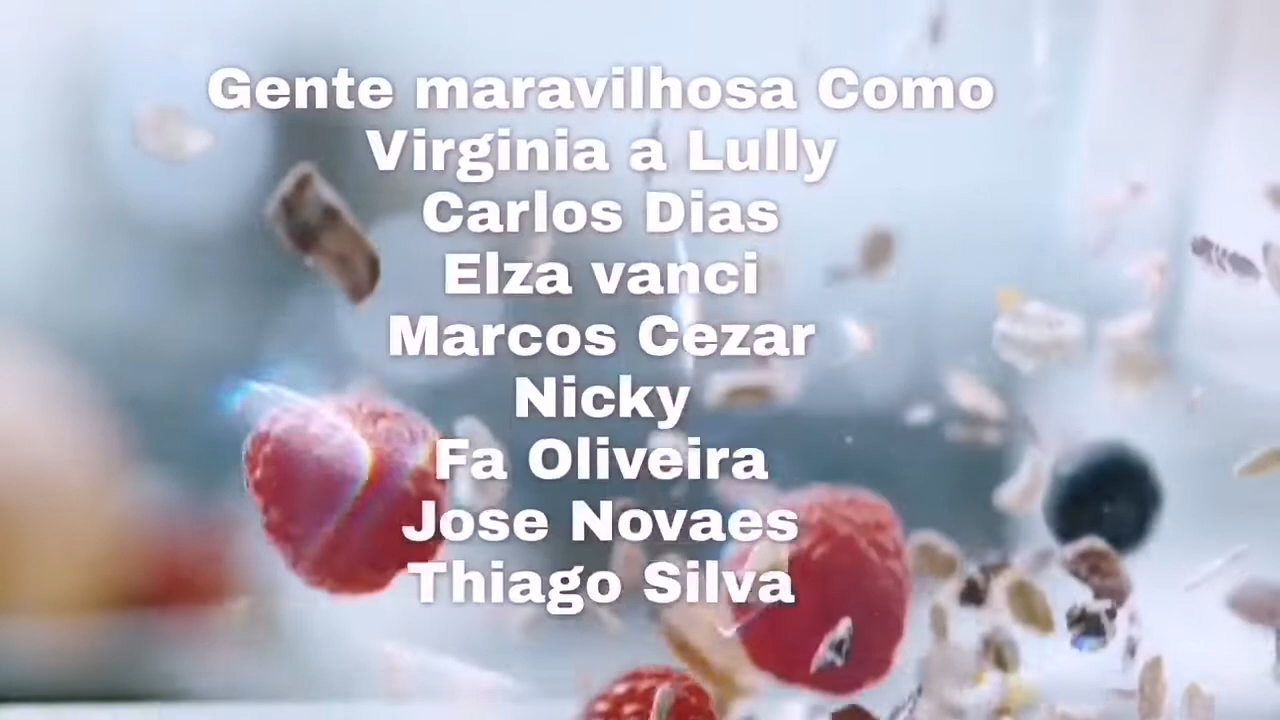 Gente maravilhosa Como
Virginia a Lully
Carlos Dias
Elza vanci
Marcos Cezar
Nicky
Fa Oliveira
Jose Novaes
Thiago Silva